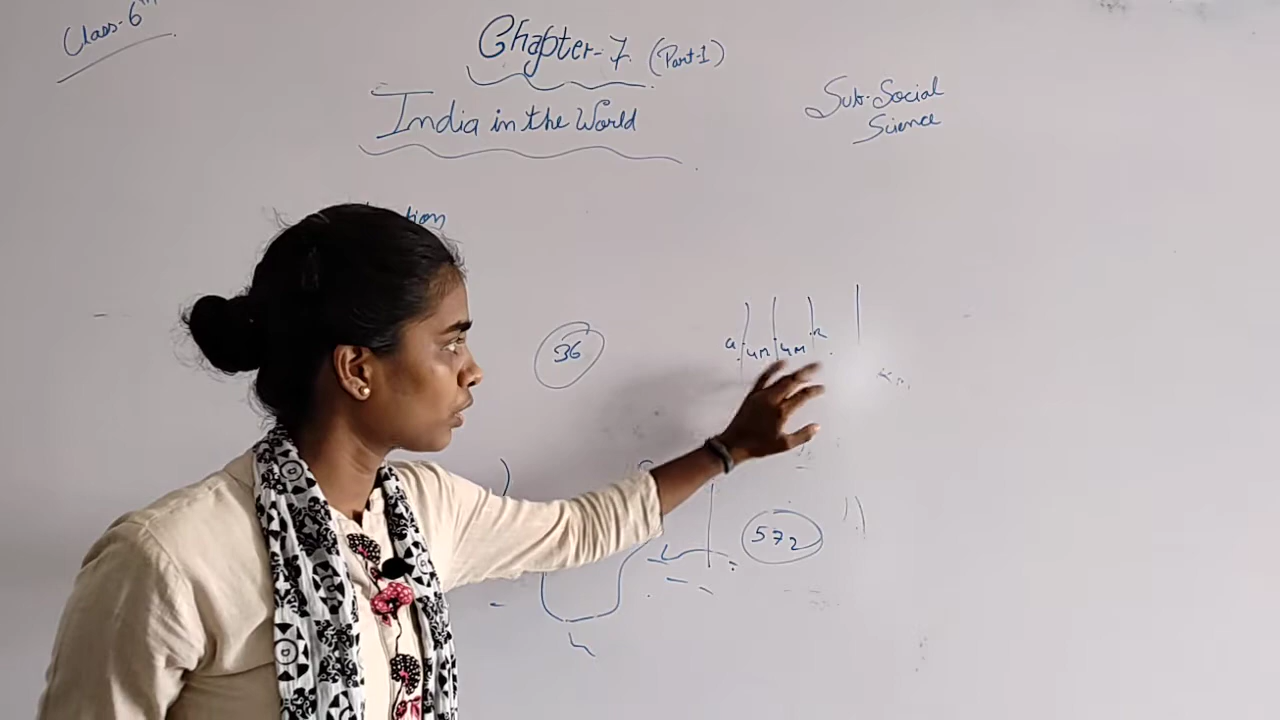 Class-6th
Chapter-7. (Part-1)
India in the World
Sub-Social
Science
36
572